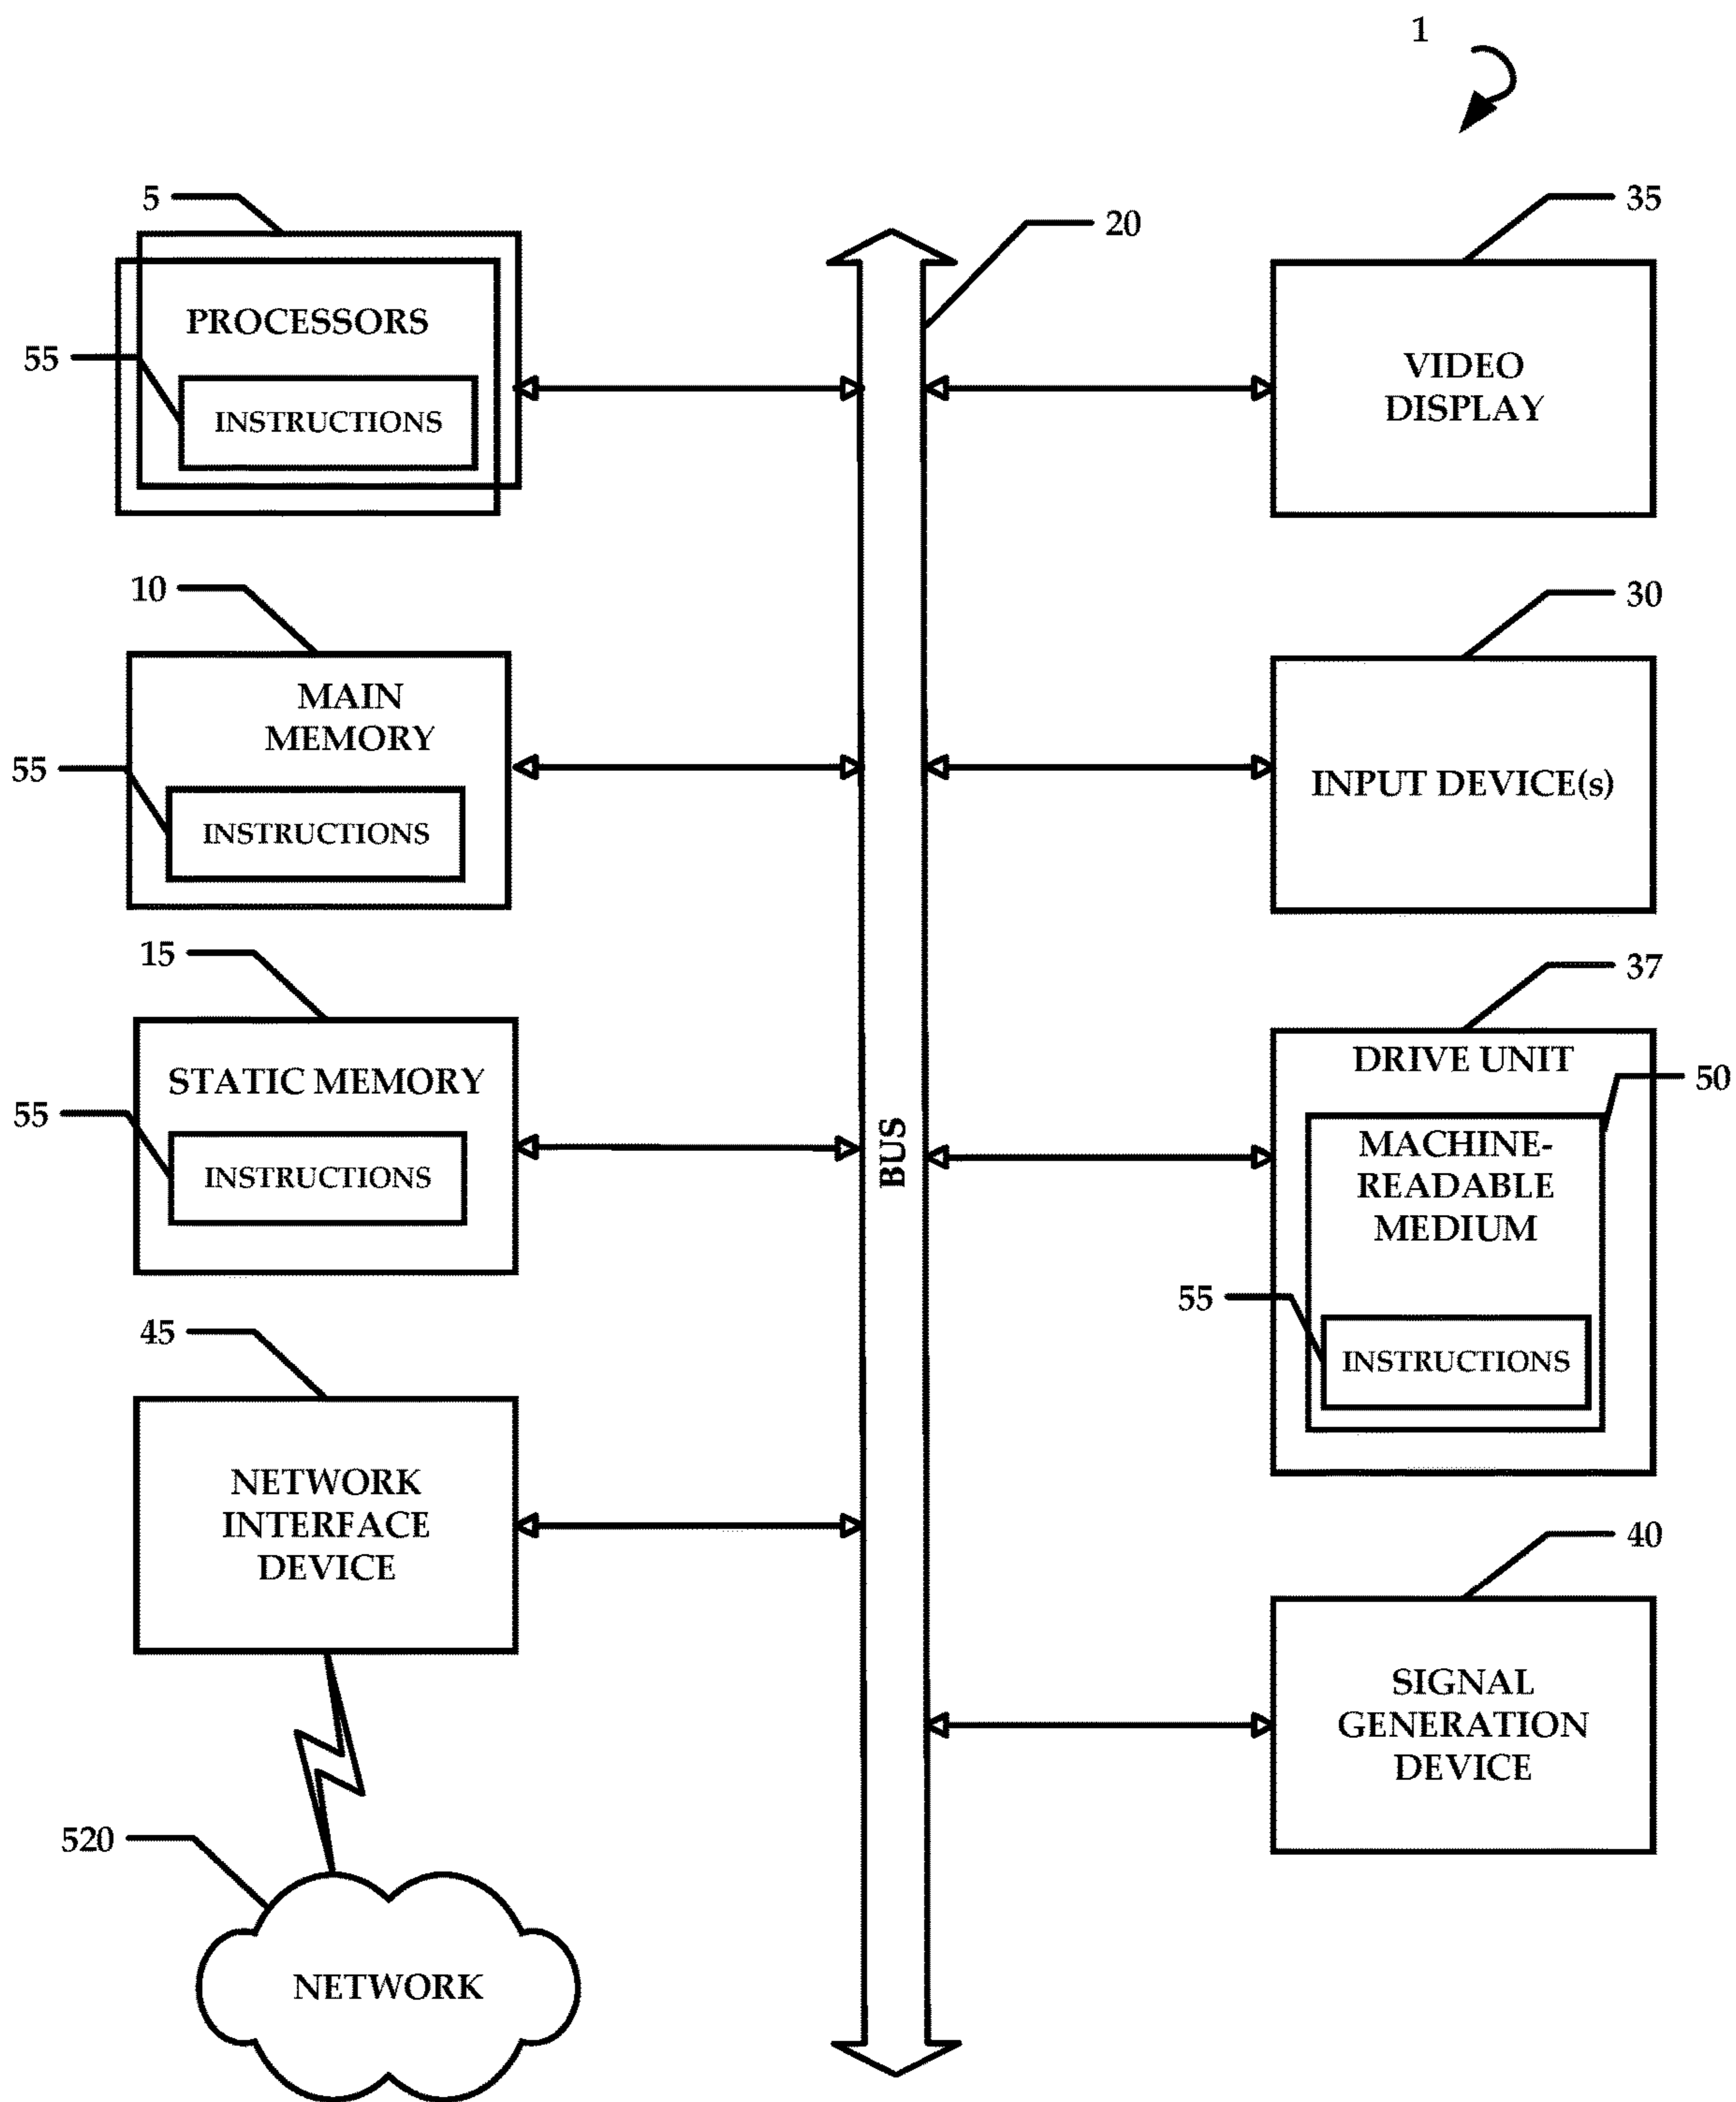 1
5
PROCESSORS
55
INSTRUCTIONS
10
MAIN
MEMORY
55
INSTRUCTIONS
15
STATIC MEMORY
55
INSTRUCTIONS
45
NETWORK
INTERFACE
DEVICE
520
NETWORK
20
BUS
35
VIDEO
DISPLAY
30
INPUT DEVICE(s)
37
DRIVE UNIT
50
MACHINE-
READABLE
MEDIUM
55
INSTRUCTIONS
40
SIGNAL
GENERATION
DEVICE